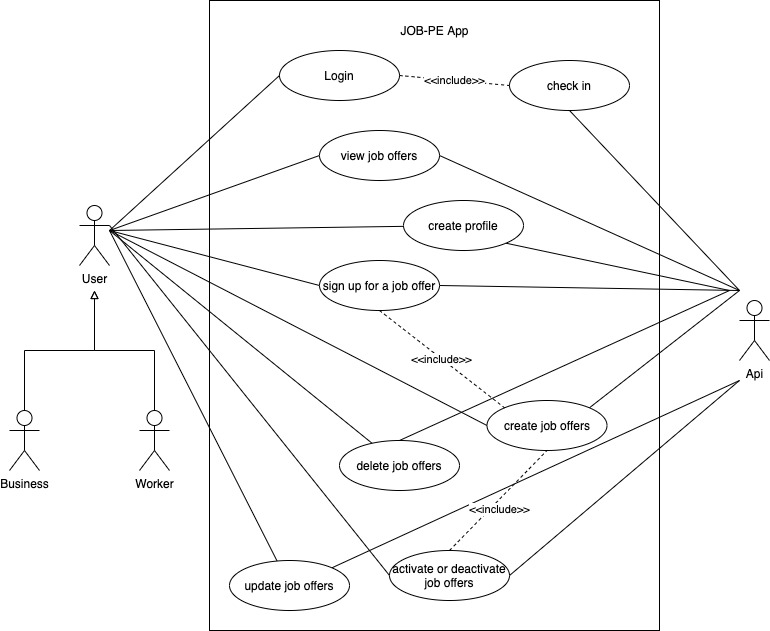 JOB-PE App
Login
<<include>>
check in
view job offers
create profile
User
sign up for a job offer
<<include>>
Api
create job offers
delete job offers
Business
Worker
<<include>>
activate or deactivate
job offers
update job offers